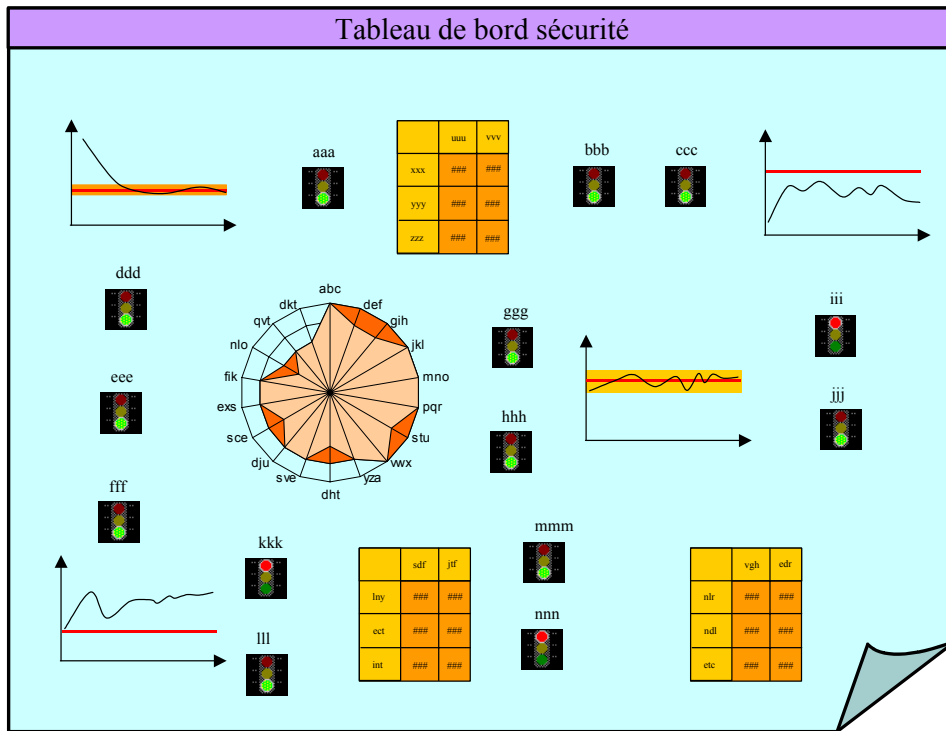 Tableau de bord sécurité
aaa
uuu vvv
xxx ### ###
yyy ### ###
zzz ### ###
bbb
ccc
ddd
eee
fff
abc
def
gih
jkl
mno
pqr
stu
vwx
yza
dht
sve
dju
sce
exs
fik
nlo
qvt
dkt
ggg
hhh
iii
jjj
kkk
lll
sdf jtf
lny ### ###
ect ### ###
int ### ###
mmm
nnn
vgh edr
nlr ### ###
ndl ### ###
etc ### ###